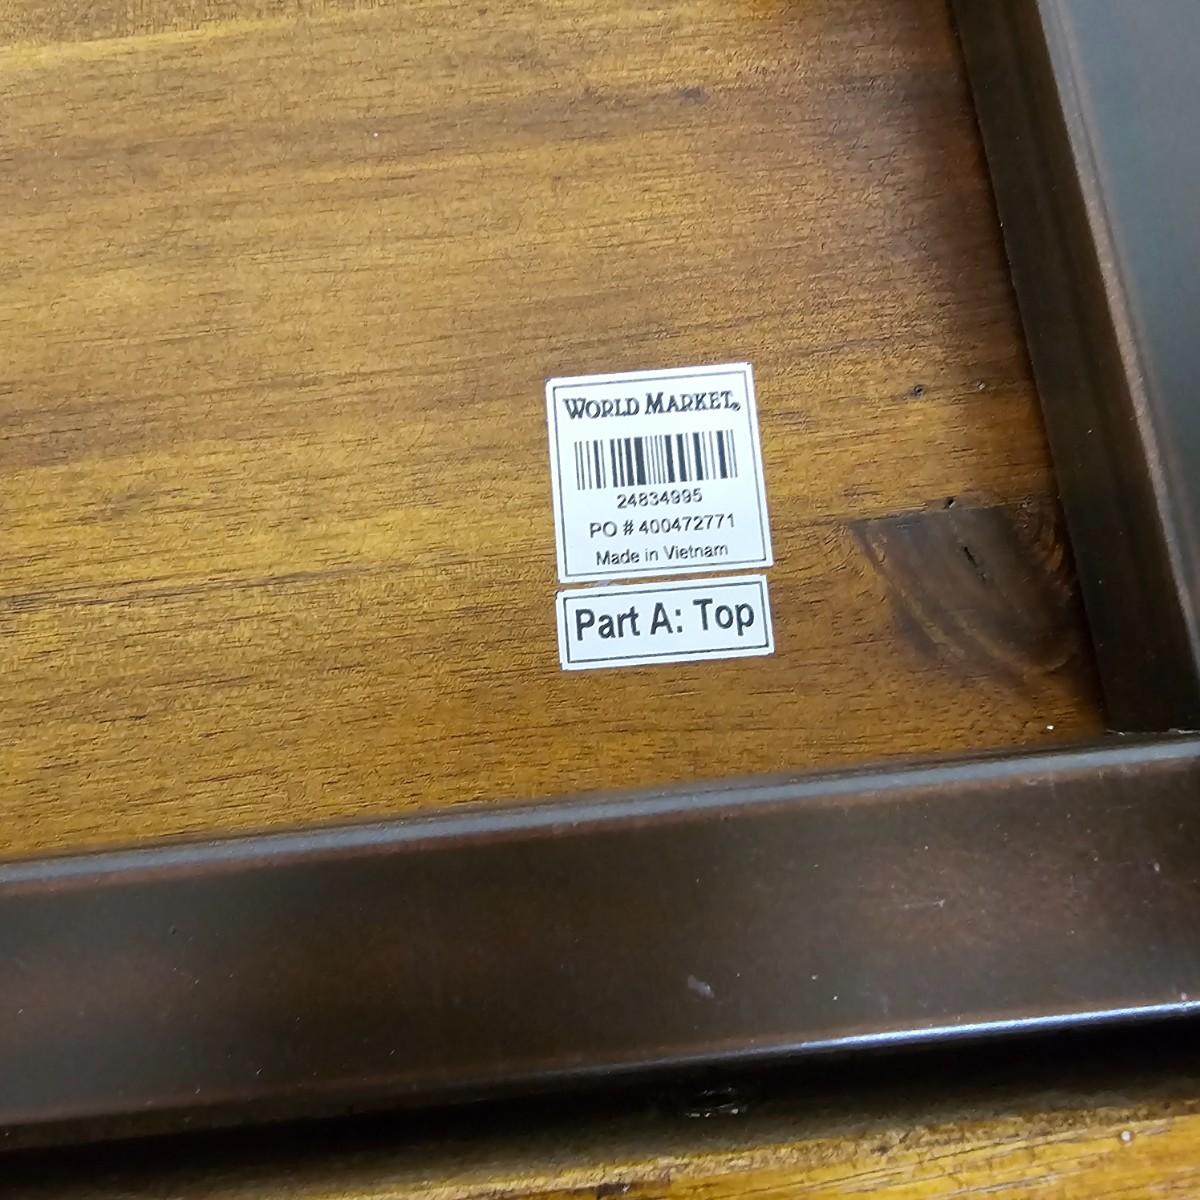 WORLD MARKET®
24834995
PO # 400472771
Made in Vietnam
Part A: Top